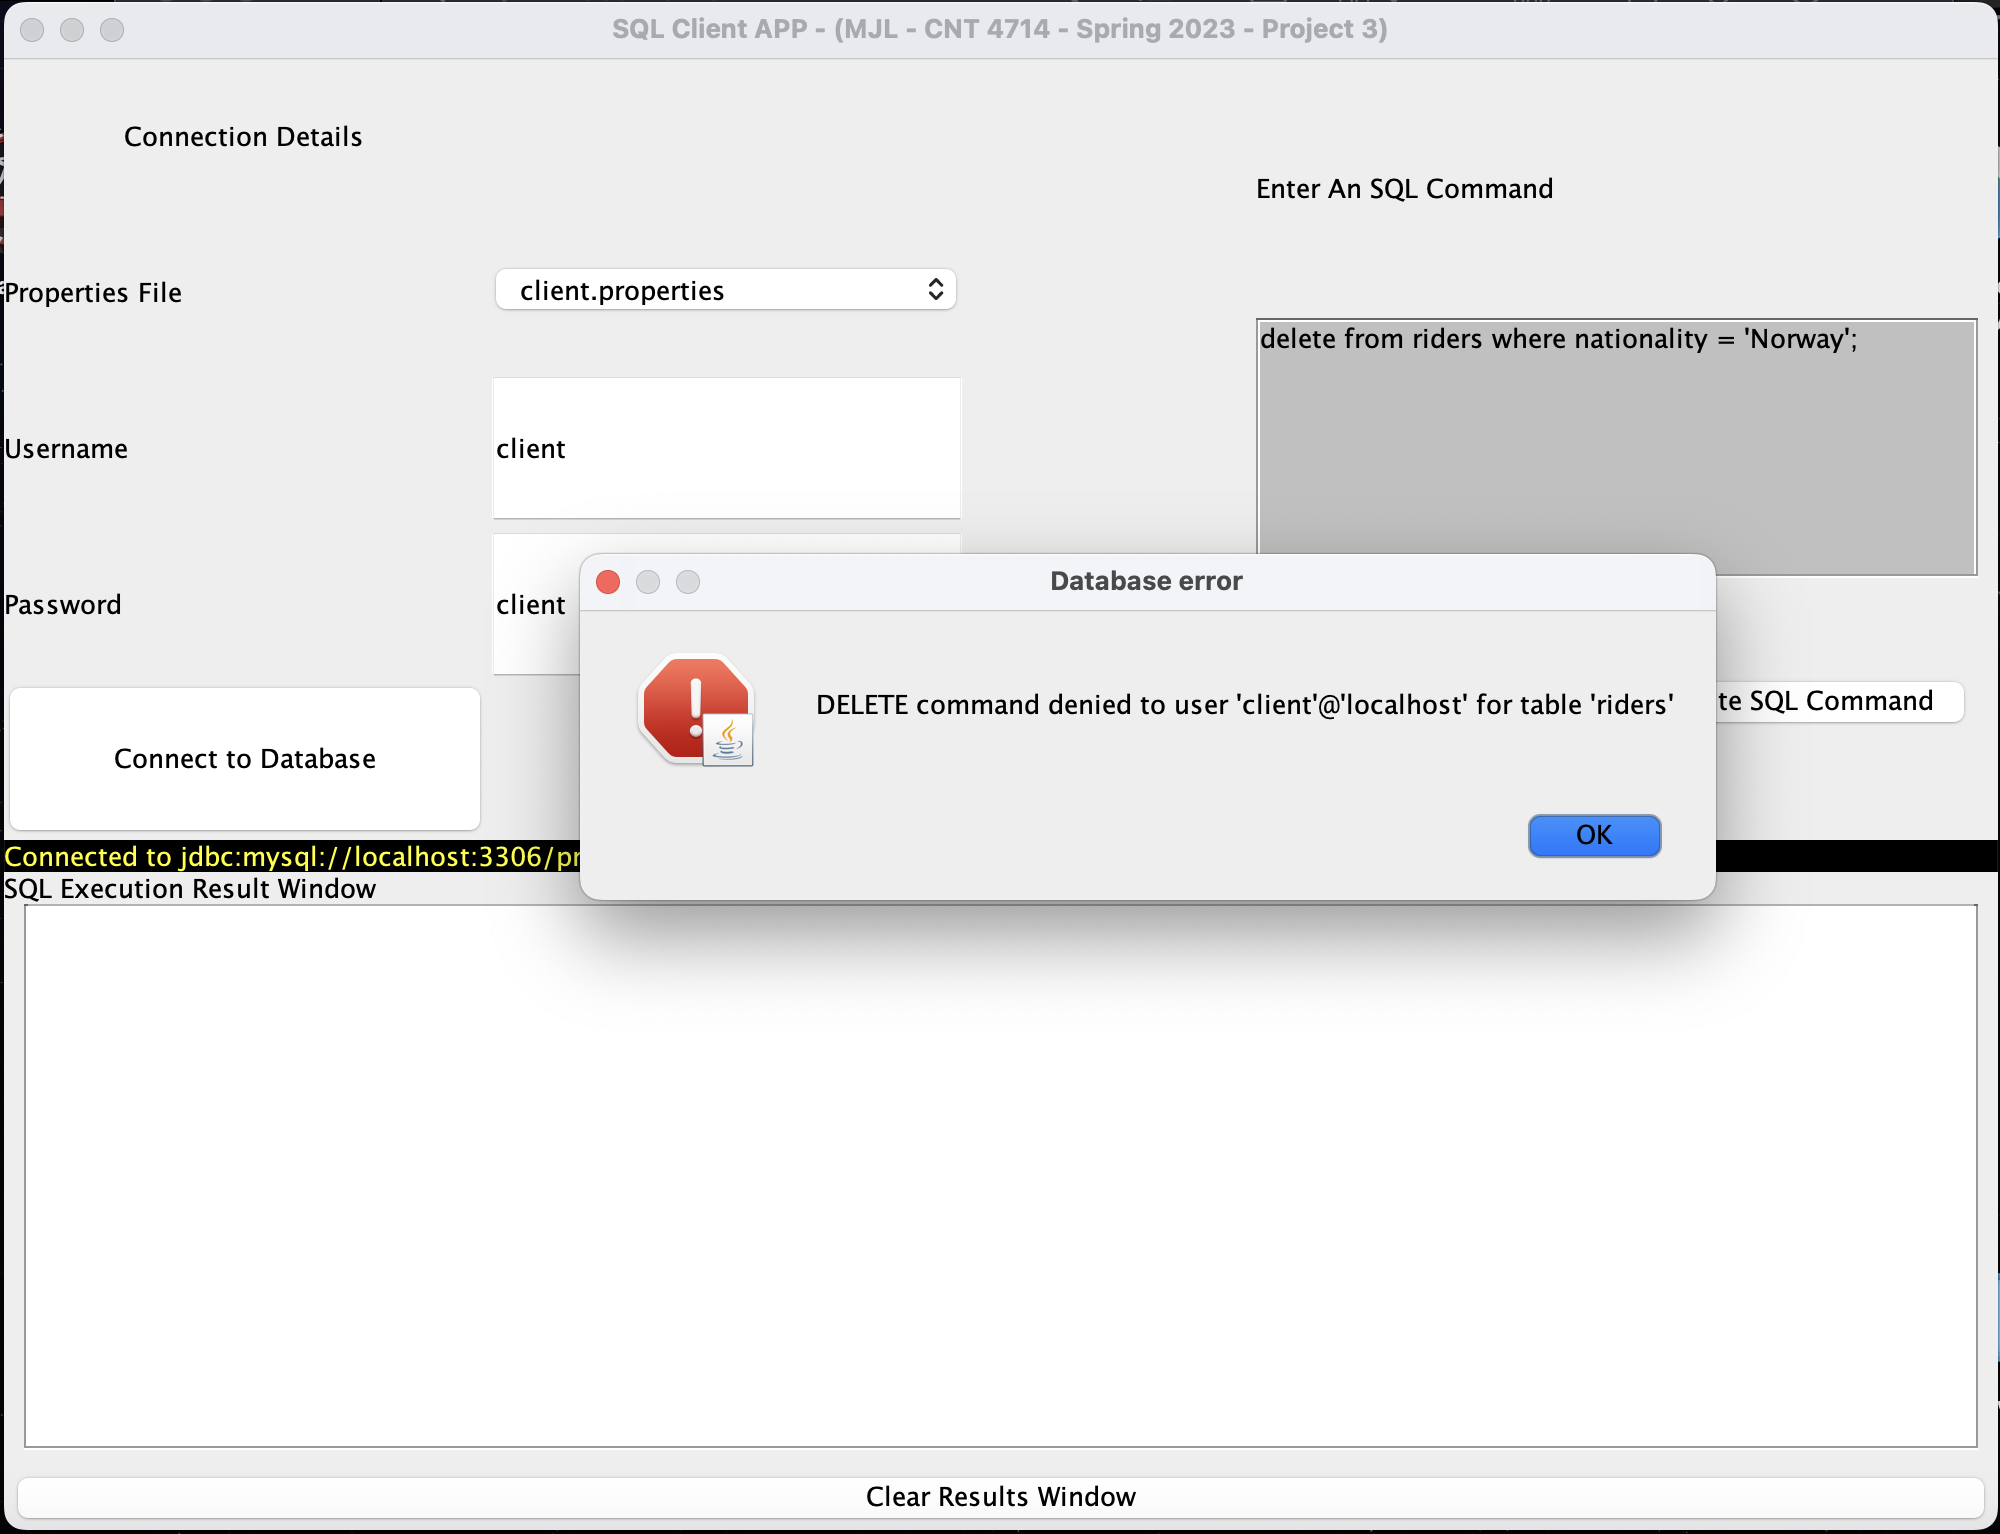 SQL Client APP - (MJL - CNT 4714 - Spring 2023 - Project 3)
Connection Details
Enter An SQL Command
Properties File
client.properties
delete from riders where nationality = 'Norway';
Username
client
Password
client
Database error
DELETE command denied to user 'client'@'localhost' for table 'riders'
OK
SQL Command
Connect to Database
Connected to jdbc:mysql://localhost:3306/
SQL Execution Result Window
Clear Results Window